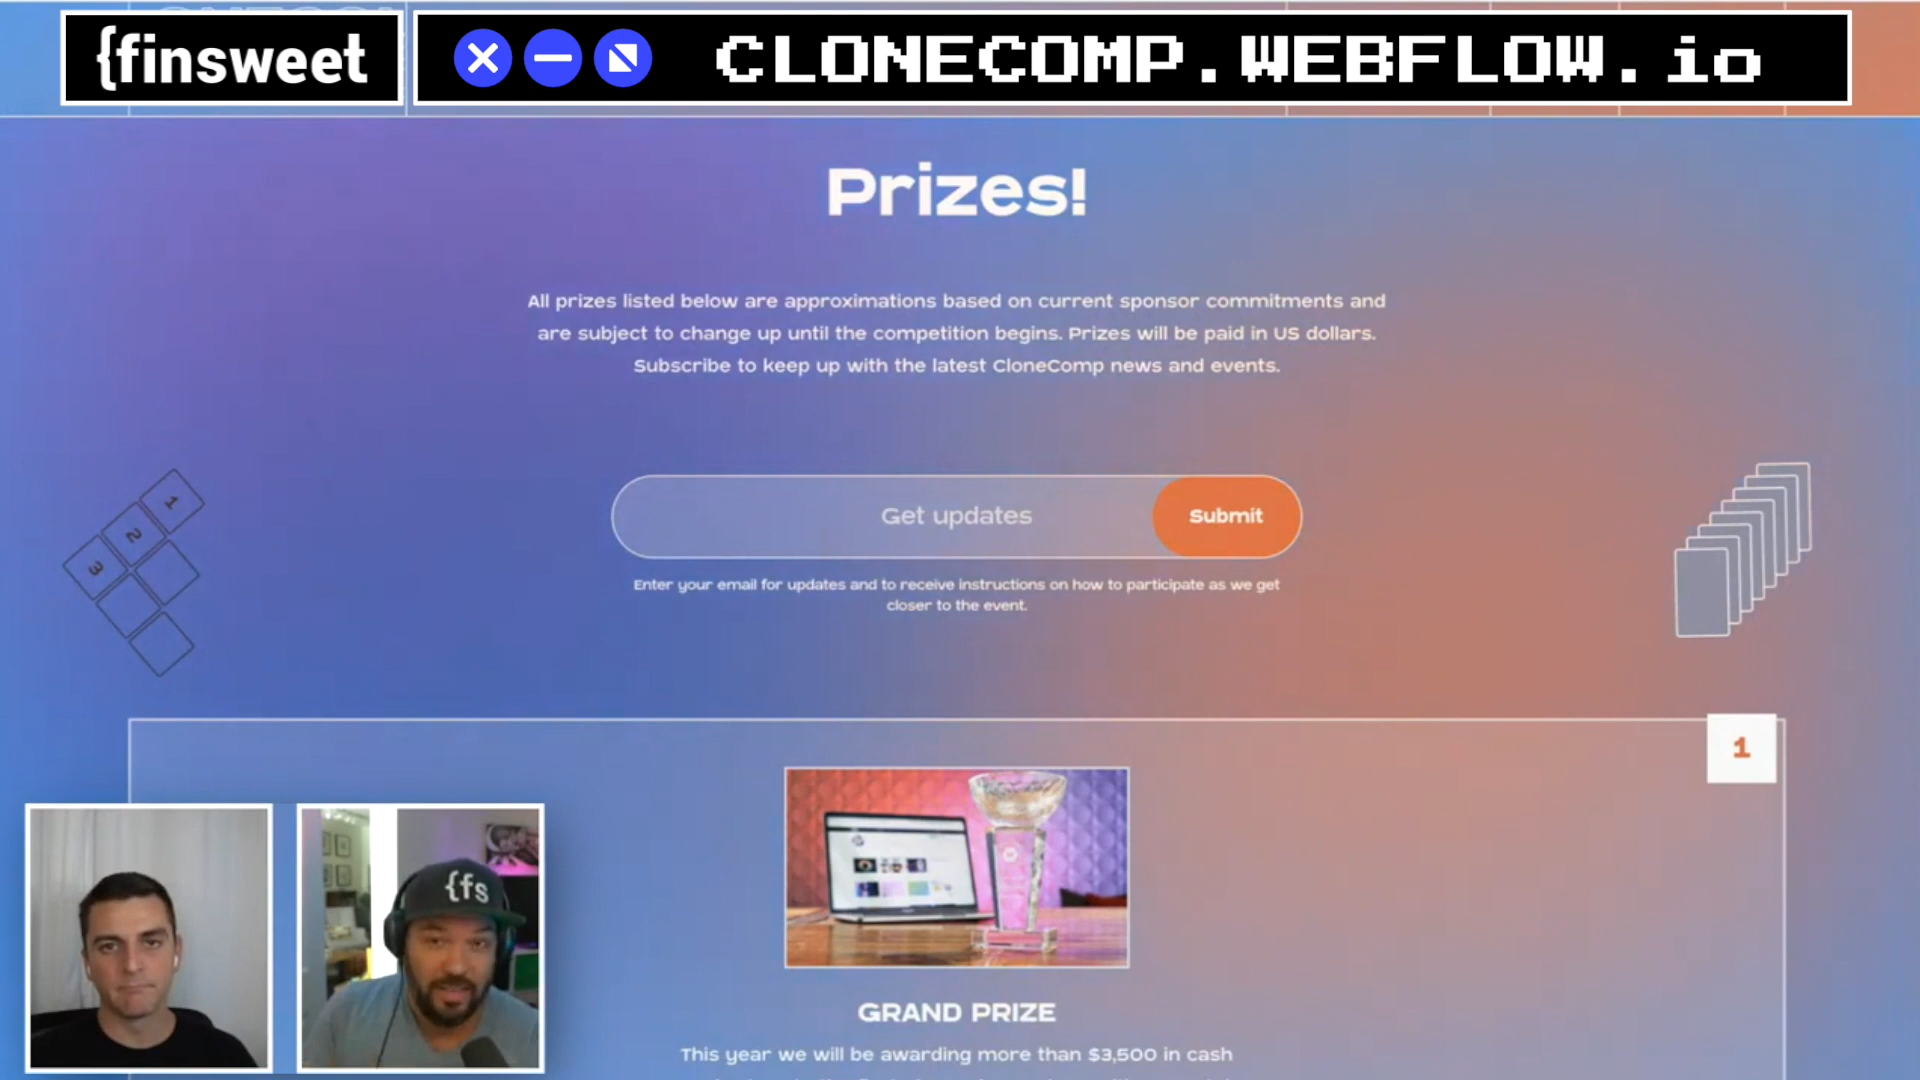 {finsweet
CLONECOMP.WEBFLOW.io
Prizes!
All prizes listed below are approximations based on current sponsor commitments and
are subject to change up until the competition begins. Prizes will be paid in US dollars.
Subscribe to keep up with the latest CloneComp news and events.
1
2
3
Get updates
Submit
Enter your email for updates and to receive instructions on how to participate as we get
closer to the event.
1
{fs
GRAND PRIZE
This year we will be awarding more than $3,500 in cash